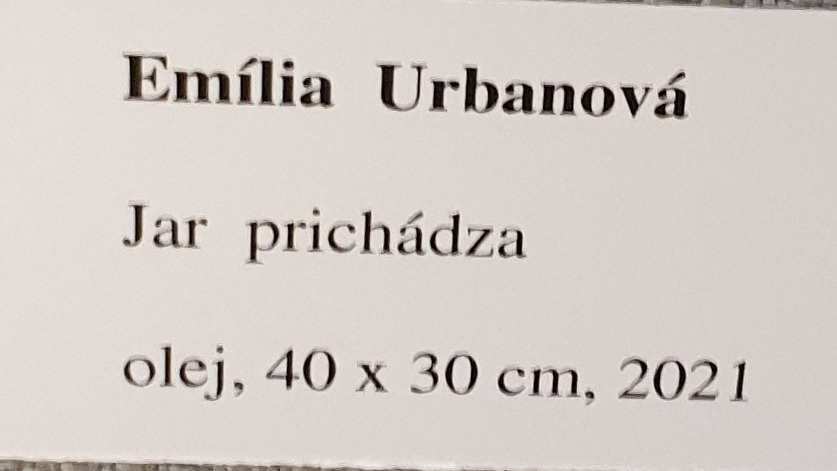 Emília Urbanová
Jar prichádza
olej, 40 x 30 cm, 2021